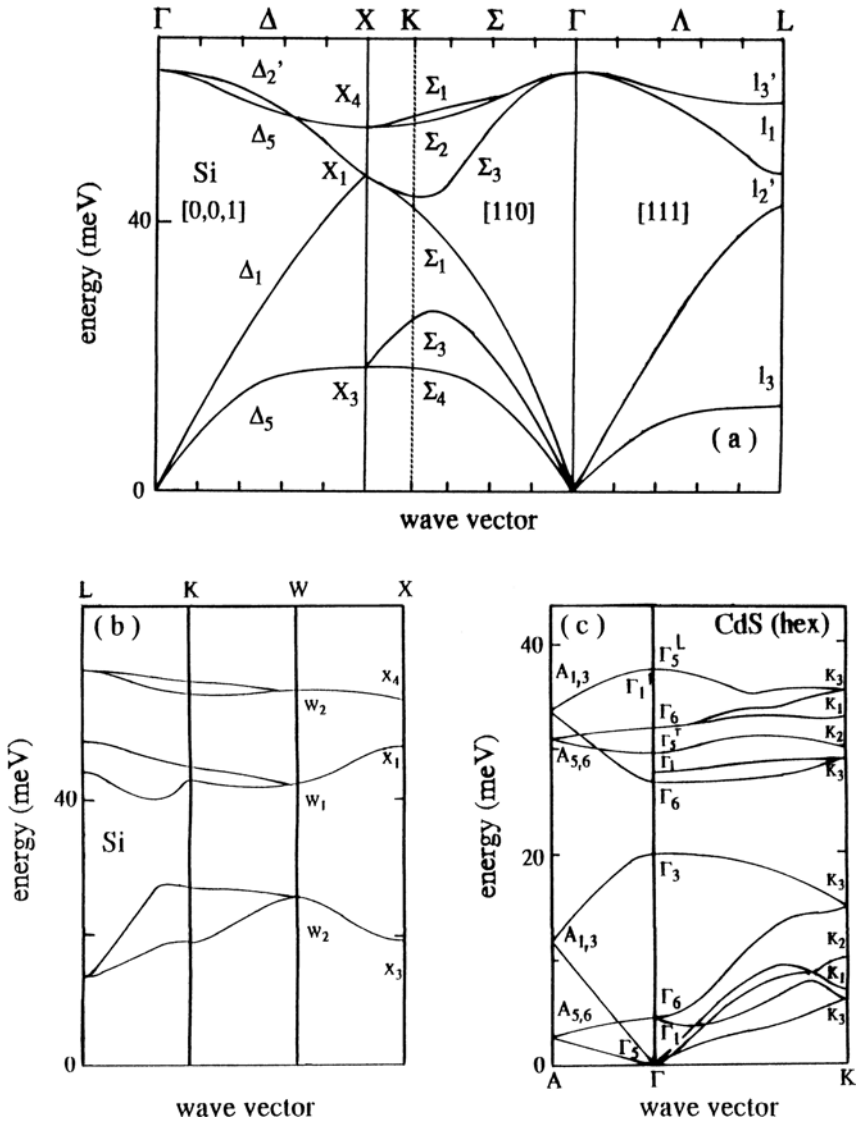 Γ Δ X K Σ Γ Λ L
Δ₂'
X₄
Σ₁
l₃'
Δ₅
Σ₂
l₁
Si
X₁
Σ₃
l₂'
[0,0,1]
[110]
[111]
40
Δ₁
Σ₁
Σ₃
X₃
Σ₄
l₃
Δ₅
(a)
0
energy (meV)
wave vector
L K W X
(b)
x₄
w₂
x₁
40
w₁
Si
w₂
x₃
0
energy (meV)
wave vector
(c) CdS (hex)
40
Γ₅ᴸ
A₁,₃
Γ₁
K₃
Γ₆
K₁
Γ₅ᵀ
K₂
A₅,₆
Γ₁
K₃
Γ₆
20
Γ₃
K₃
A₁,₃
K₂
K₁
Γ₆
A₅,₆
Γ₁
K₃
Γ₅
0
A Γ K
energy (meV)
wave vector